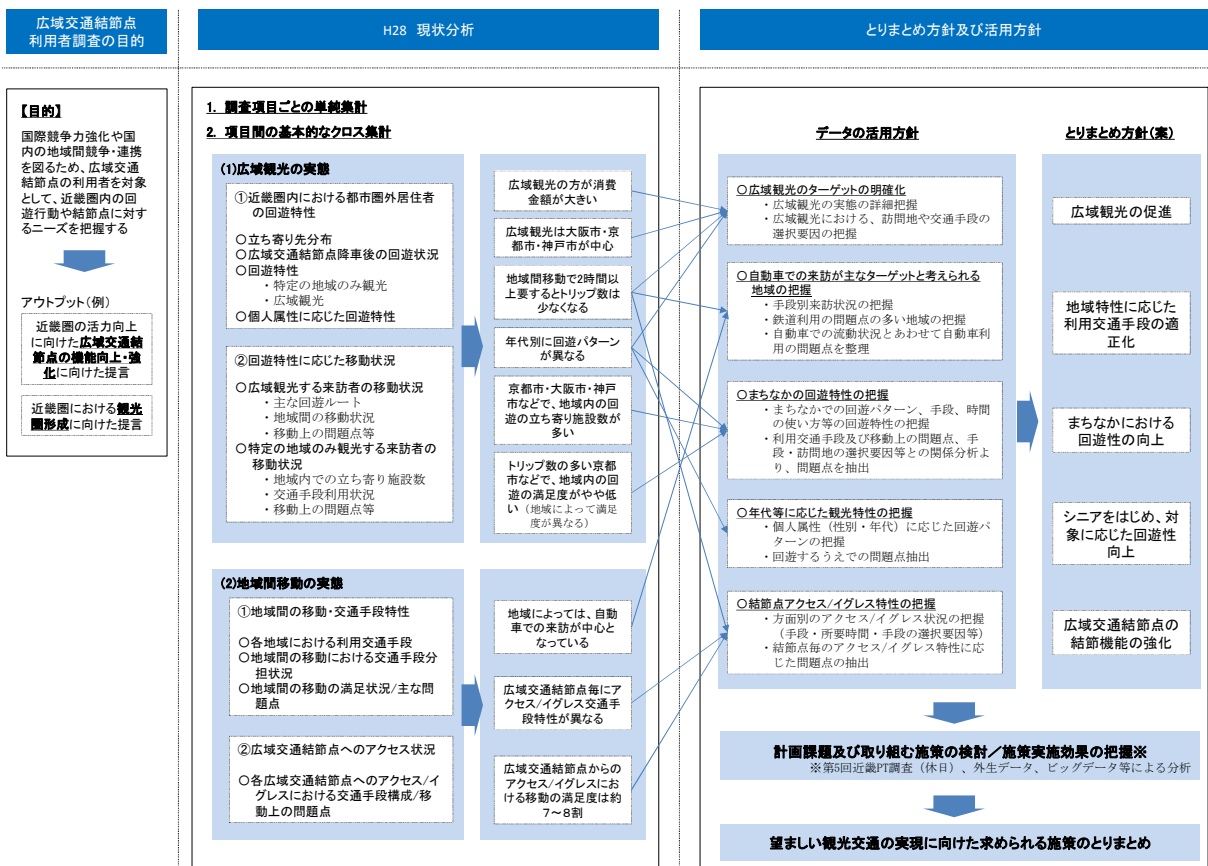 広域交通結節点
利用者調査の目的
H28 現状分析
とりまとめ方針及び活用方針
【目的】
国際競争力強化や国
内の地域間競争・連携
を図るため、広域交通
結節点の利用者を対象
として、近畿圏内の回
遊行動や結節点に対す
るニーズを把握する
アウトプット(例)
近畿圏の活力向上
に向けた広域交通結
節点の機能向上・強
化に向けた提言
近畿圏における観光
圏形成に向けた提言
1. 調査項目ごとの単純集計
2. 項目間の基本的なクロス集計
(1)広域観光の実態
①近畿圏内における都市圏外居住者
の回遊特性
○立ち寄り先分布
○広域交通結節点降車後の回遊状況
○回遊特性
・特定の地域のみ観光
・広域観光
○個人属性に応じた回遊特性
②回遊特性に応じた移動状況
○広域観光する来訪者の移動状況
・主な回遊ルート
・地域間の移動状況
・移動上の問題点等
○特定の地域のみ観光する来訪者の
移動状況
・地域内での立ち寄り施設数
・交通手段利用状況
・移動上の問題点等
広域観光の方が消費
金額が大きい
広域観光は大阪市・京
都市・神戸市が中心
地域間移動で2時間以
上要するとトリップ数は
少なくなる
年代別に回遊パターン
が異なる
京都市・大阪市・神戸
市などで、地域内の回
遊の立ち寄り施設数が
多い
トリップ数の多い京都
市などで、地域内の回
遊の満足度がやや低
い(地域によって満足
度が異なる)
(2)地域間移動の実態
①地域間の移動・交通手段特性
○各地域における利用交通手段
○地域間の移動における交通手段分
担状況
○地域間の移動の満足状況/主な問
題点
②広域交通結節点へのアクセス状況
○各広域交通結節点へのアクセス/イ
グレスにおける交通手段構成/移
動上の問題点
地域によっては、自動
車での来訪が中心と
なっている
広域交通結節点毎にア
クセス/イグレス交通手
段特性が異なる
広域交通結節点からの
アクセス/イグレスにお
ける移動の満足度は約
7~8割
データの活用方針
○広域観光のターゲットの明確化
・広域観光の実態の詳細把握
・広域観光における、訪問地や交通手段の
選択要因の把握
○自動車での来訪が主なターゲットと考えられる
地域の把握
・手段別来訪状況の把握
・鉄道利用の問題点の多い地域の把握
・自動車での流動状況とあわせて自動車利
用の問題点を整理
○まちなかの回遊特性の把握
・まちなかでの回遊パターン、手段、時間
の使い方等の回遊特性の把握
・利用交通手段及び移動上の問題点、手
段・訪問地の選択要因等との関係分析よ
り、問題点を抽出
○年代等に応じた観光特性の把握
・個人属性(性別・年代)に応じた回遊パ
ターンの把握
・回遊するうえでの問題点抽出
○結節点アクセス/イグレス特性の把握
・方面別のアクセス/イグレス状況の把握
(手段・所要時間・手段の選択要因等)
・結節点毎のアクセス/イグレス特性に応
じた問題点の抽出
とりまとめ方針(案)
広域観光の促進
地域特性に応じた
利用交通手段の適
正化
まちなかにおける
回遊性の向上
シニアをはじめ、対
象に応じた回遊性
向上
広域交通結節点の
結節機能の強化
計画課題及び取り組む施策の検討/施策実施効果の把握※
※第5回近畿PT調査(休日)、外生データ、ビッグデータ等による分析
望ましい観光交通の実現に向けた求められる施策のとりまとめ